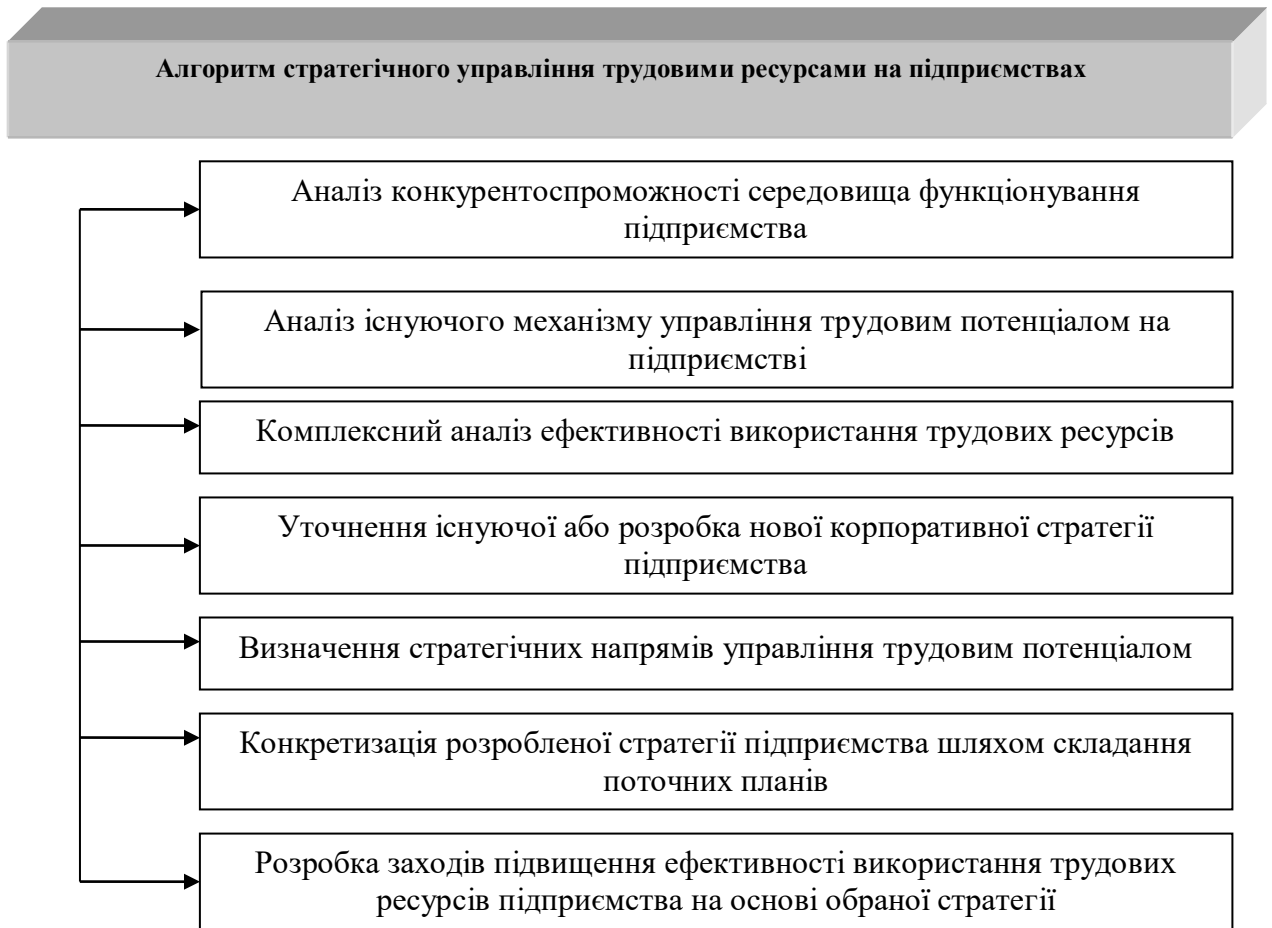 Алгоритм стратегічного управління трудовими ресурсами на підприємствах
Аналіз конкурентоспроможності середовища функціонування
підприємства
Аналіз існуючого механізму управління трудовим потенціалом на
підприємстві
Комплексний аналіз ефективності використання трудових ресурсів
Уточнення існуючої або розробка нової корпоративної стратегії
підприємства
Визначення стратегічних напрямів управління трудовим потенціалом
Конкретизація розробленої стратегії підприємства шляхом складання
поточних планів
Розробка заходів підвищення ефективності використання трудових
ресурсів підприємства на основі обраної стратегії